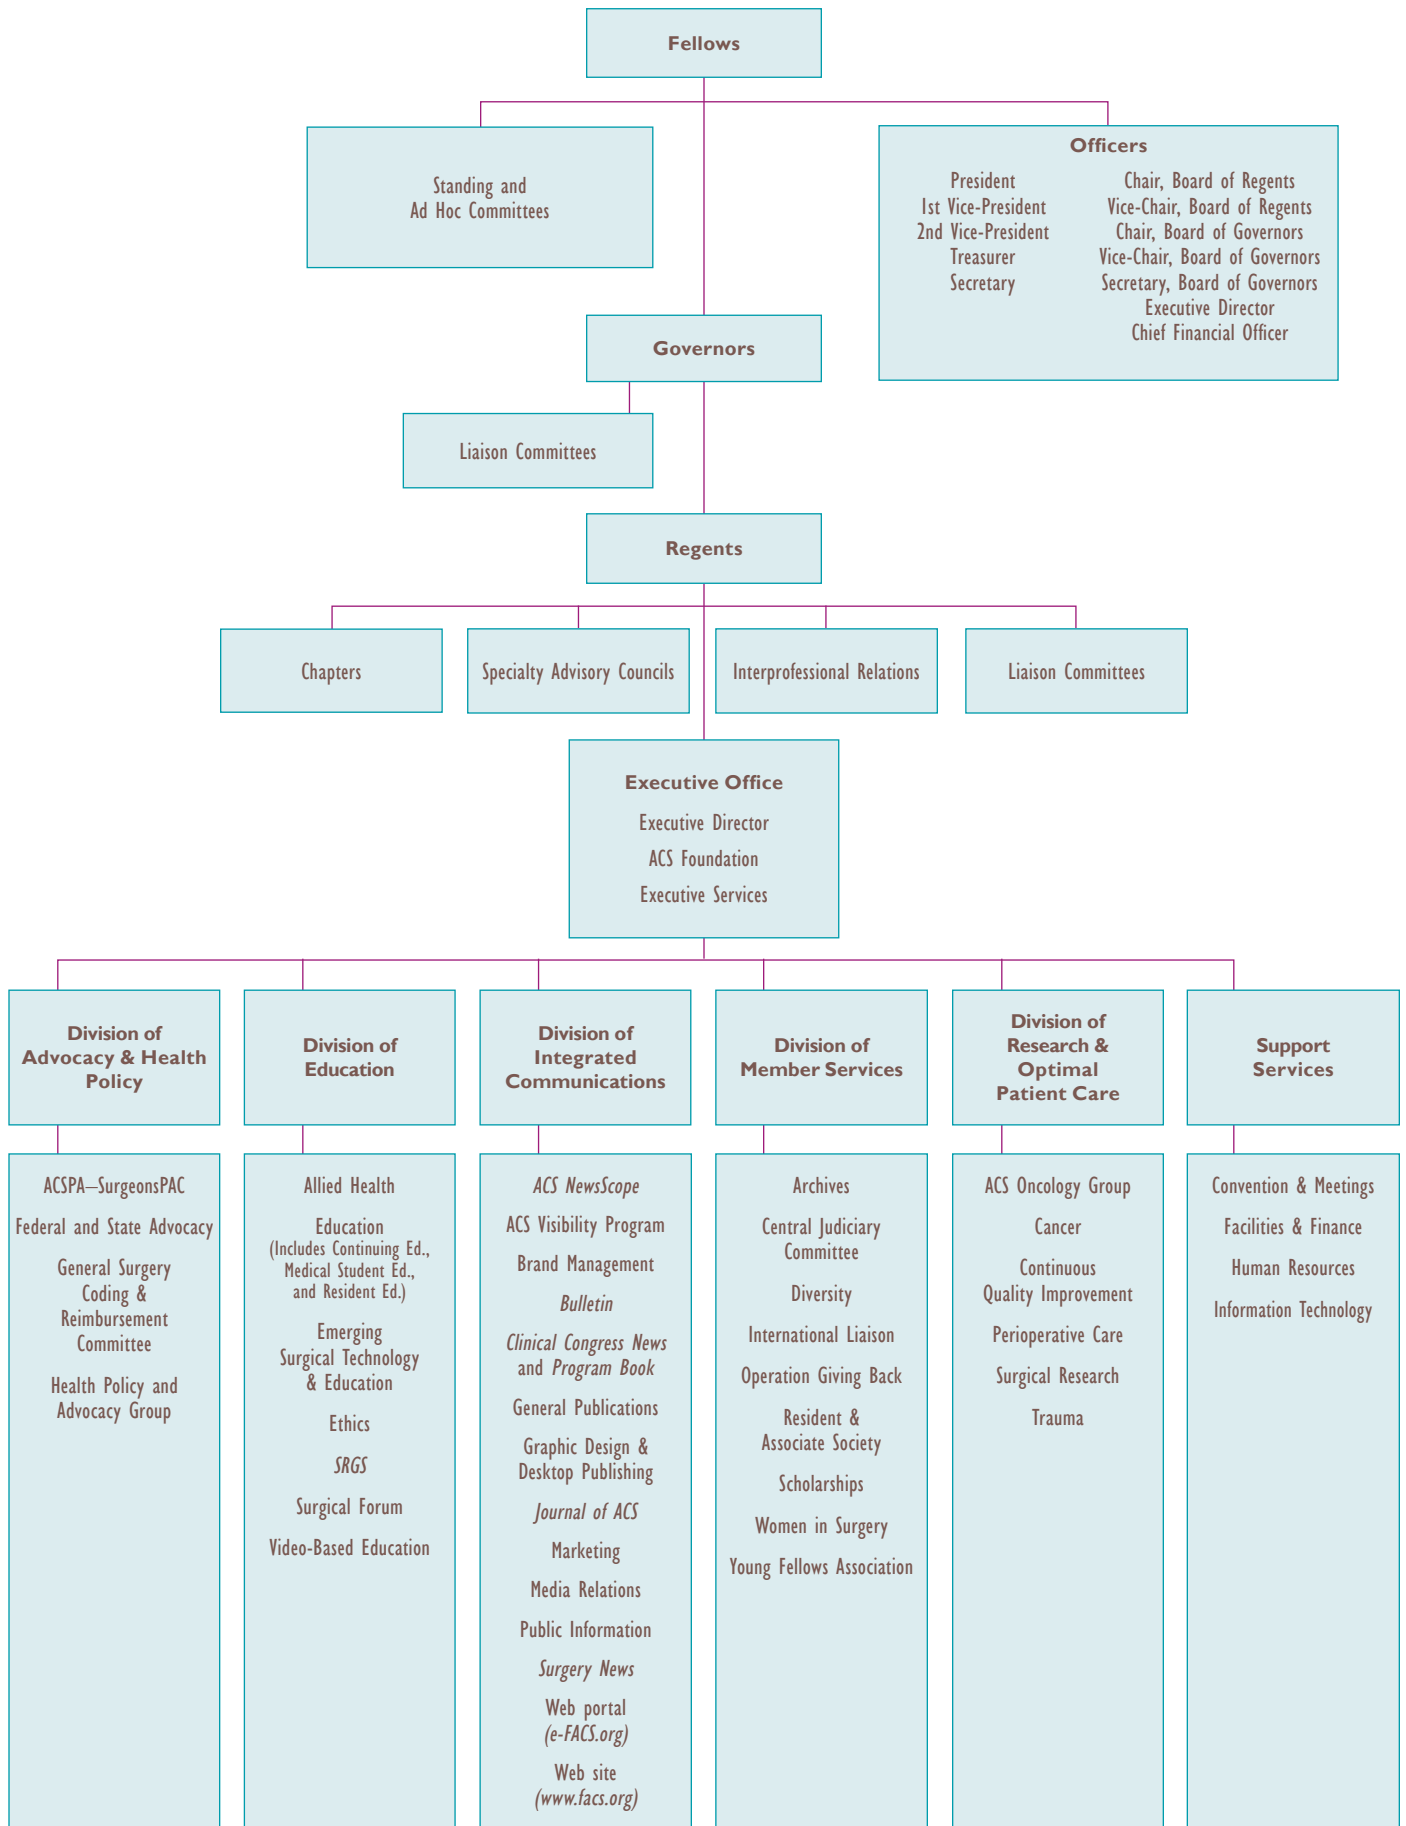 Fellows
Standing and
Ad Hoc Committees
Officers
President
1st Vice-President
2nd Vice-President
Treasurer
Secretary
Chair, Board of Regents
Vice-Chair, Board of Regents
Chair, Board of Governors
Vice-Chair, Board of Governors
Secretary, Board of Governors
Executive Director
Chief Financial Officer
Governors
Liaison Committees
Regents
Chapters
Specialty Advisory Councils
Interprofessional Relations
Liaison Committees
Executive Office
Executive Director
ACS Foundation
Executive Services
Division of
Advocacy & Health
Policy
Division of
Education
Division of
Integrated
Communications
Division of
Member Services
Division of
Research &
Optimal
Patient Care
Support
Services
ACSPA–SurgeonsPAC
Federal and State Advocacy
General Surgery
Coding &
Reimbursement
Committee
Health Policy and
Advocacy Group
Allied Health
Education
(Includes Continuing Ed.,
Medical Student Ed.,
and Resident Ed.)
Emerging
Surgical Technology
& Education
Ethics
SRGS
Surgical Forum
Video-Based Education
ACS NewsScope
ACS Visibility Program
Brand Management
Bulletin
Clinical Congress News
and Program Book
General Publications
Graphic Design &
Desktop Publishing
Journal of ACS
Marketing
Media Relations
Public Information
Surgery News
Web portal
(e-FACS.org)
Web site
(www.facs.org)
Archives
Central Judiciary
Committee
Diversity
International Liaison
Operation Giving Back
Resident &
Associate Society
Scholarships
Women in Surgery
Young Fellows Association
ACS Oncology Group
Cancer
Continuous
Quality Improvement
Perioperative Care
Surgical Research
Trauma
Convention & Meetings
Facilities & Finance
Human Resources
Information Technology